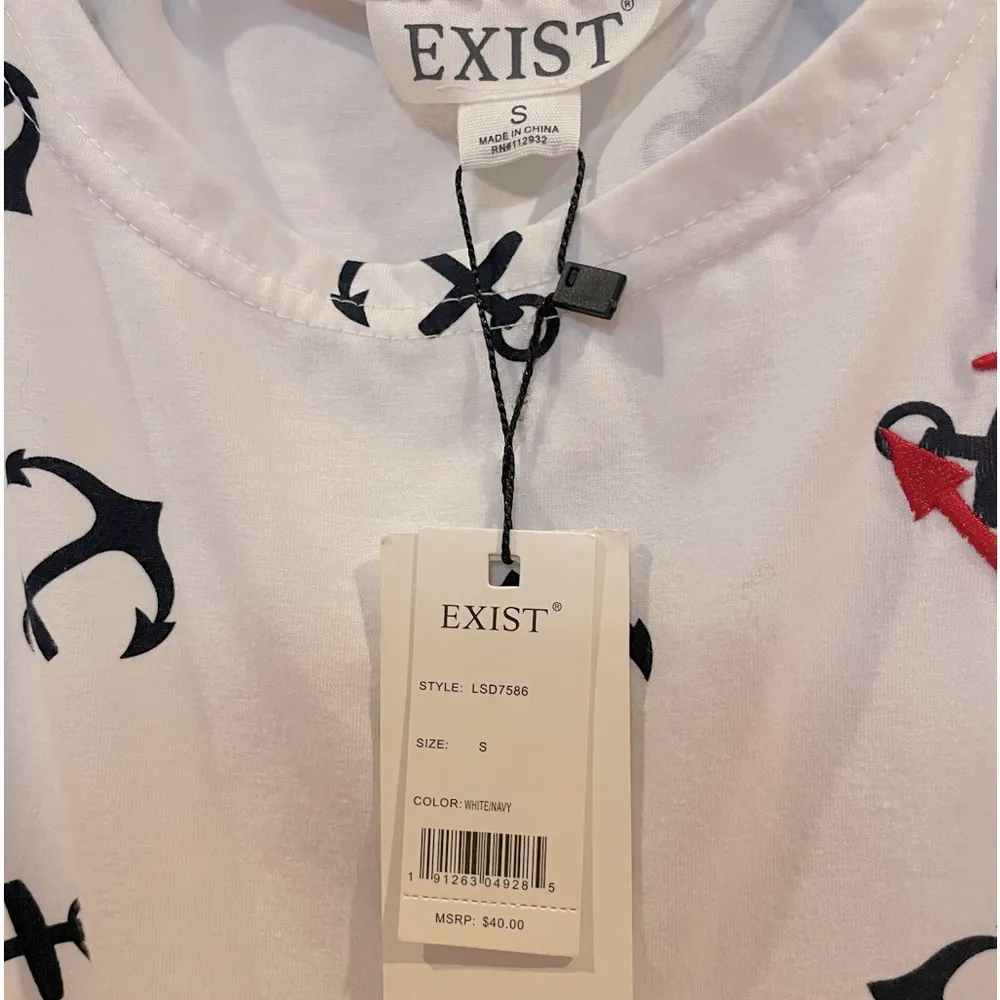 EXIST®
S
MADE IN CHINA
RN#112932
EXIST®
STYLE: LSD7586
SIZE: S
COLOR: WHITE/NAVY
1 91263 04928 5
MSRP: $40.00